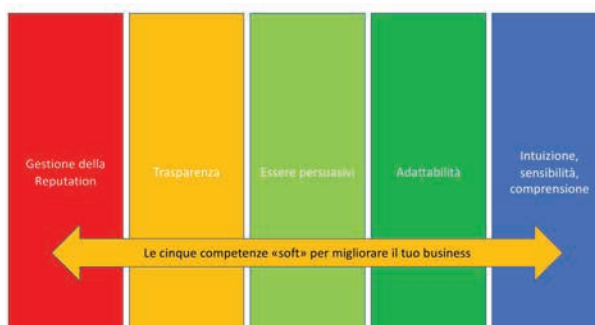 Gestione della
Reputation
Trasparenza
Essere persuasivi
Adattabilità
Intuizione,
sensibilità,
comprensione
Le cinque competenze «soft» per migliorare il tuo business